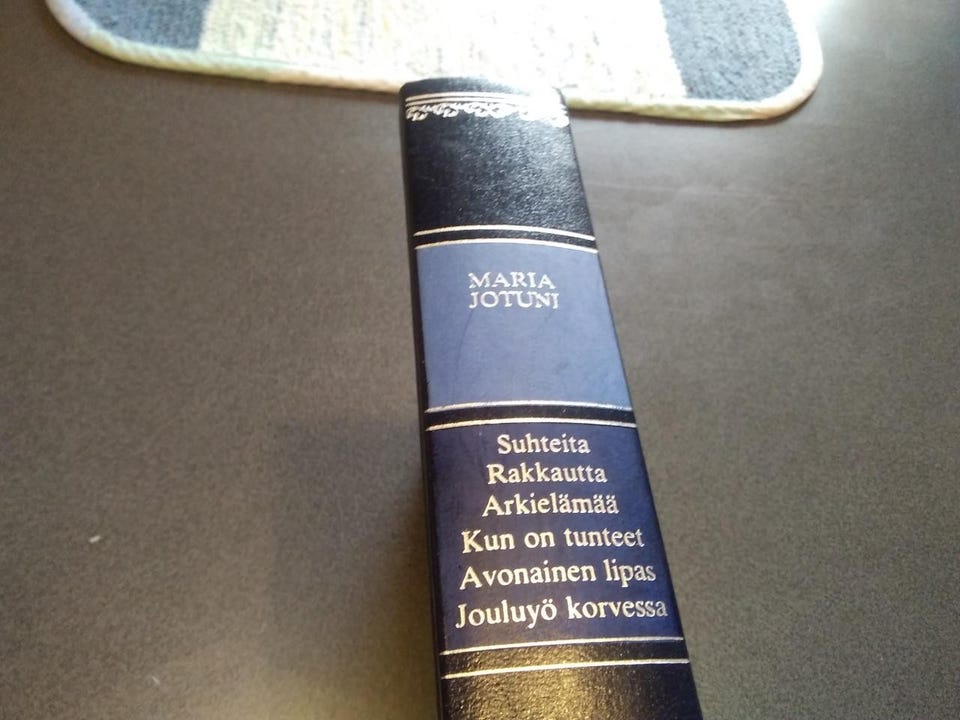 MARIA
JOTUNI
Suhteita
Rakkautta
Arkielämää
Kun on tunteet
Avonainen lipas
Jouluyö korvessa